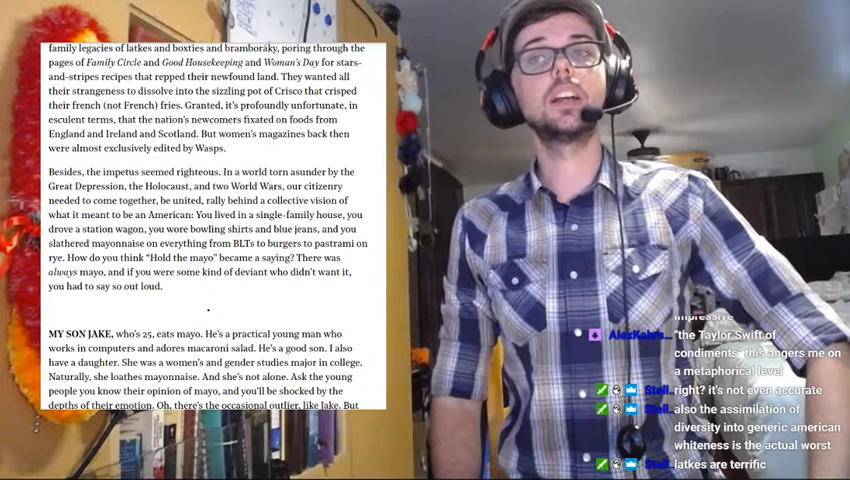 family legacies of latkes and boxties and bramboráky, poring through the
pages of Family Circle and Good Housekeeping and Woman's Day for stars-
and-stripes recipes that repped their newfound land. They wanted all
their strangeness to dissolve into the sizzling pot of Crisco that crisped
their french (not French) fries. Granted, it's profoundly unfortunate, in
esculent terms, that the nation's newcomers fixated on foods from
England and Ireland and Scotland. But women's magazines back then
were almost exclusively edited by Wasps.
Besides, the impetus seemed righteous. In a world torn asunder by the
Great Depression, the Holocaust, and two World Wars, our citizenry
needed to come together, be united, rally behind a collective vision of
what it meant to be an American: You lived in a single-family house, you
drove a station wagon, you wore bowling shirts and blue jeans, and you
slathered mayonnaise on everything from BLTs to burgers to pastrami on
rye. How do you think “Hold the mayo” became a saying? There was
always mayo, and if you were some kind of deviant who didn't want it,
you had to say so out loud.
•
MY SON JAKE, who's 25, eats mayo. He's a practical young man who
works in computers and adores macaroni salad. He's a good son. I also
have a daughter. She was a women's and gender studies major in college.
Naturally, she loathes mayonnaise. And she's not alone. Ask the young
people you know their opinion of mayo, and you'll be shocked by the
depths of their emotion. Oh, there's the occasional outlier, like Jake. But
impressive
"the Taylor Swift of
condiments" this angers me on
a metaphorical level
Stell... right? it's not even accurate
Stell... also the assimilation of
diversity into generic american
whiteness is the actual worst
Stell... latkes are terrific